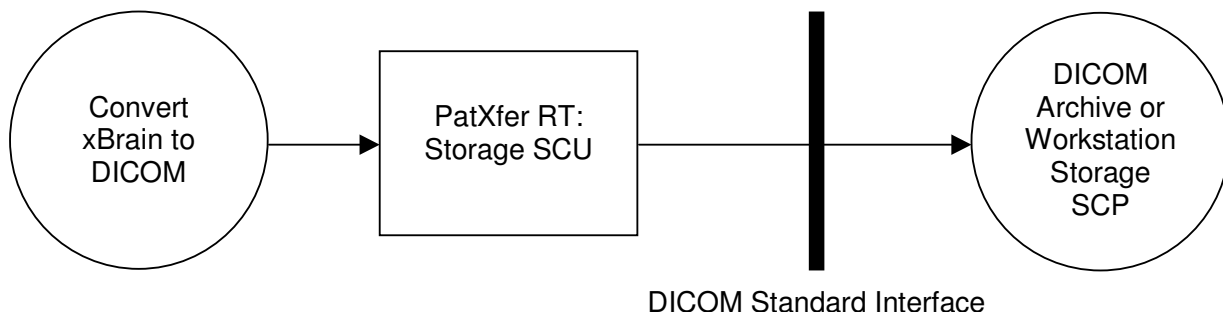 Convert
xBrain to
DICOM
PatXfer RT:
Storage SCU
DICOM
Archive or
Workstation
Storage
SCP
DICOM Standard Interface